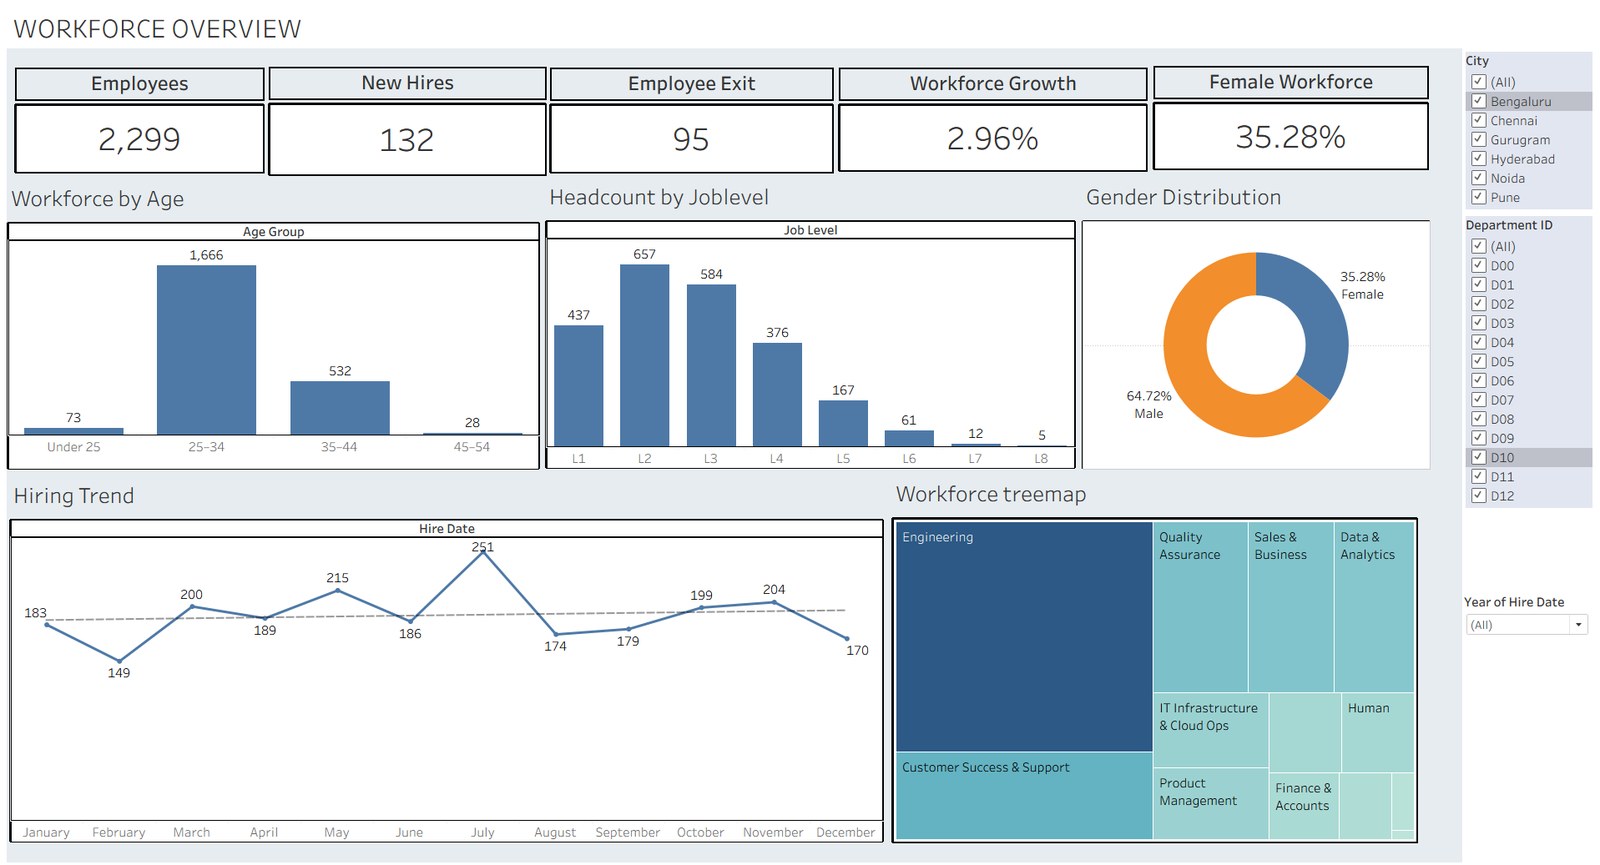 WORKFORCE OVERVIEW
Employees
2,299
New Hires
132
Employee Exit
95
Workforce Growth
2.96%
Female Workforce
35.28%
Workforce by Age
Age Group
1,666
532
73
28
Under 25
25–34
35–44
45–54
Headcount by Joblevel
Job Level
437
657
584
376
167
61
12
5
L1
L2
L3
L4
L5
L6
L7
L8
Gender Distribution
35.28%
Female
64.72%
Male
Hiring Trend
Hire Date
183
149
200
189
215
186
251
174
179
199
204
170
January
February
March
April
May
June
July
August
September
October
November
December
Workforce treemap
Engineering
Customer Success & Support
Quality
Assurance
Sales &
Business
Data &
Analytics
IT Infrastructure
& Cloud Ops
Human
Product
Management
Finance &
Accounts
City
(All)
Bengaluru
Chennai
Gurugram
Hyderabad
Noida
Pune
Department ID
(All)
D00
D01
D02
D03
D04
D05
D06
D07
D08
D09
D10
D11
D12
Year of Hire Date
(All)